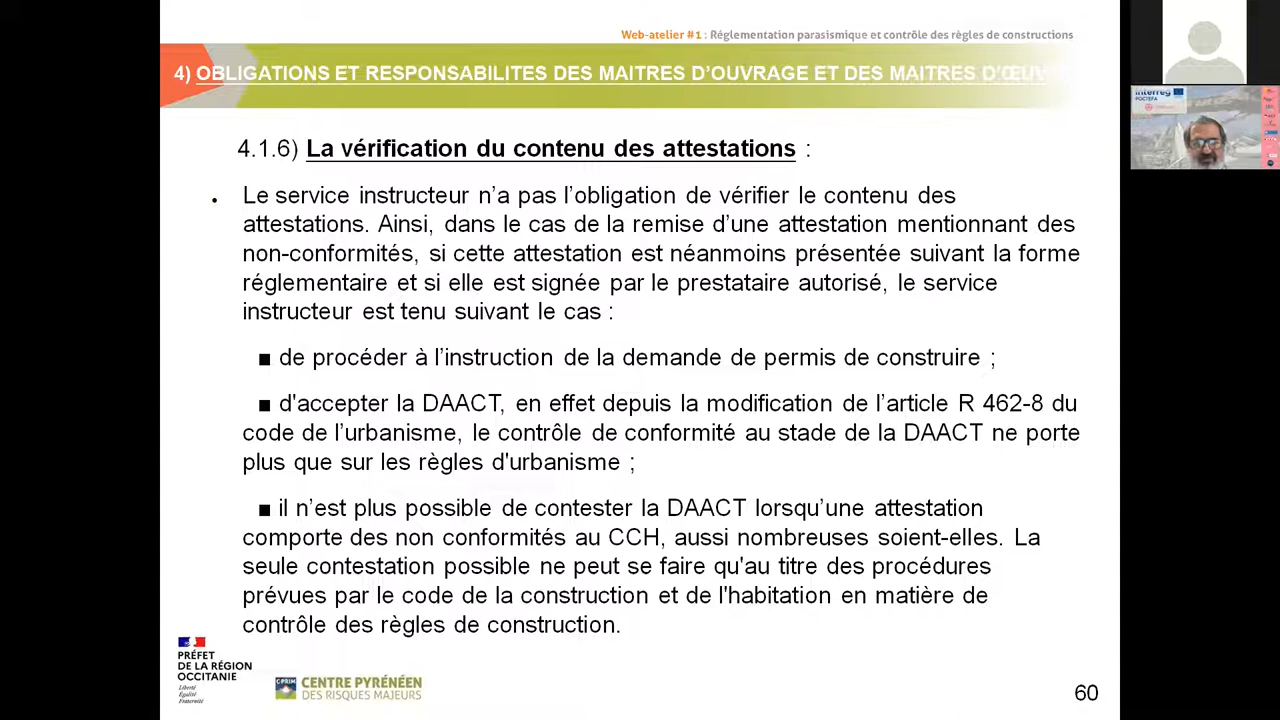 Web-atelier #1 : Réglementation parasismique et contrôle des règles de constructions
4) OBLIGATIONS ET RESPONSABILITES DES MAITRES D'OUVRAGE ET DES MAITRES D'ŒUV
4.1.6) La vérification du contenu des attestations :
• Le service instructeur n'a pas l'obligation de vérifier le contenu des
attestations. Ainsi, dans le cas de la remise d'une attestation mentionnant des
non-conformités, si cette attestation est néanmoins présentée suivant la forme
réglementaire et si elle est signée par le prestataire autorisé, le service
instructeur est tenu suivant le cas :
■ de procéder à l'instruction de la demande de permis de construire ;
■ d'accepter la DAACT, en effet depuis la modification de l'article R 462-8 du
code de l'urbanisme, le contrôle de conformité au stade de la DAACT ne porte
plus que sur les règles d'urbanisme ;
■ il n'est plus possible de contester la DAACT lorsqu'une attestation
comporte des non conformités au CCH, aussi nombreuses soient-elles. La
seule contestation possible ne peut se faire qu'au titre des procédures
prévues par le code de la construction et de l'habitation en matière de
contrôle des règles de construction.
PRÉFET
DE LA RÉGION
OCCITANIE
Liberté
Égalité
Fraternité
CPRIM
CENTRE PYRÉNÉEN
DES RISQUES MAJEURS
60
Interreg
POCTEFA